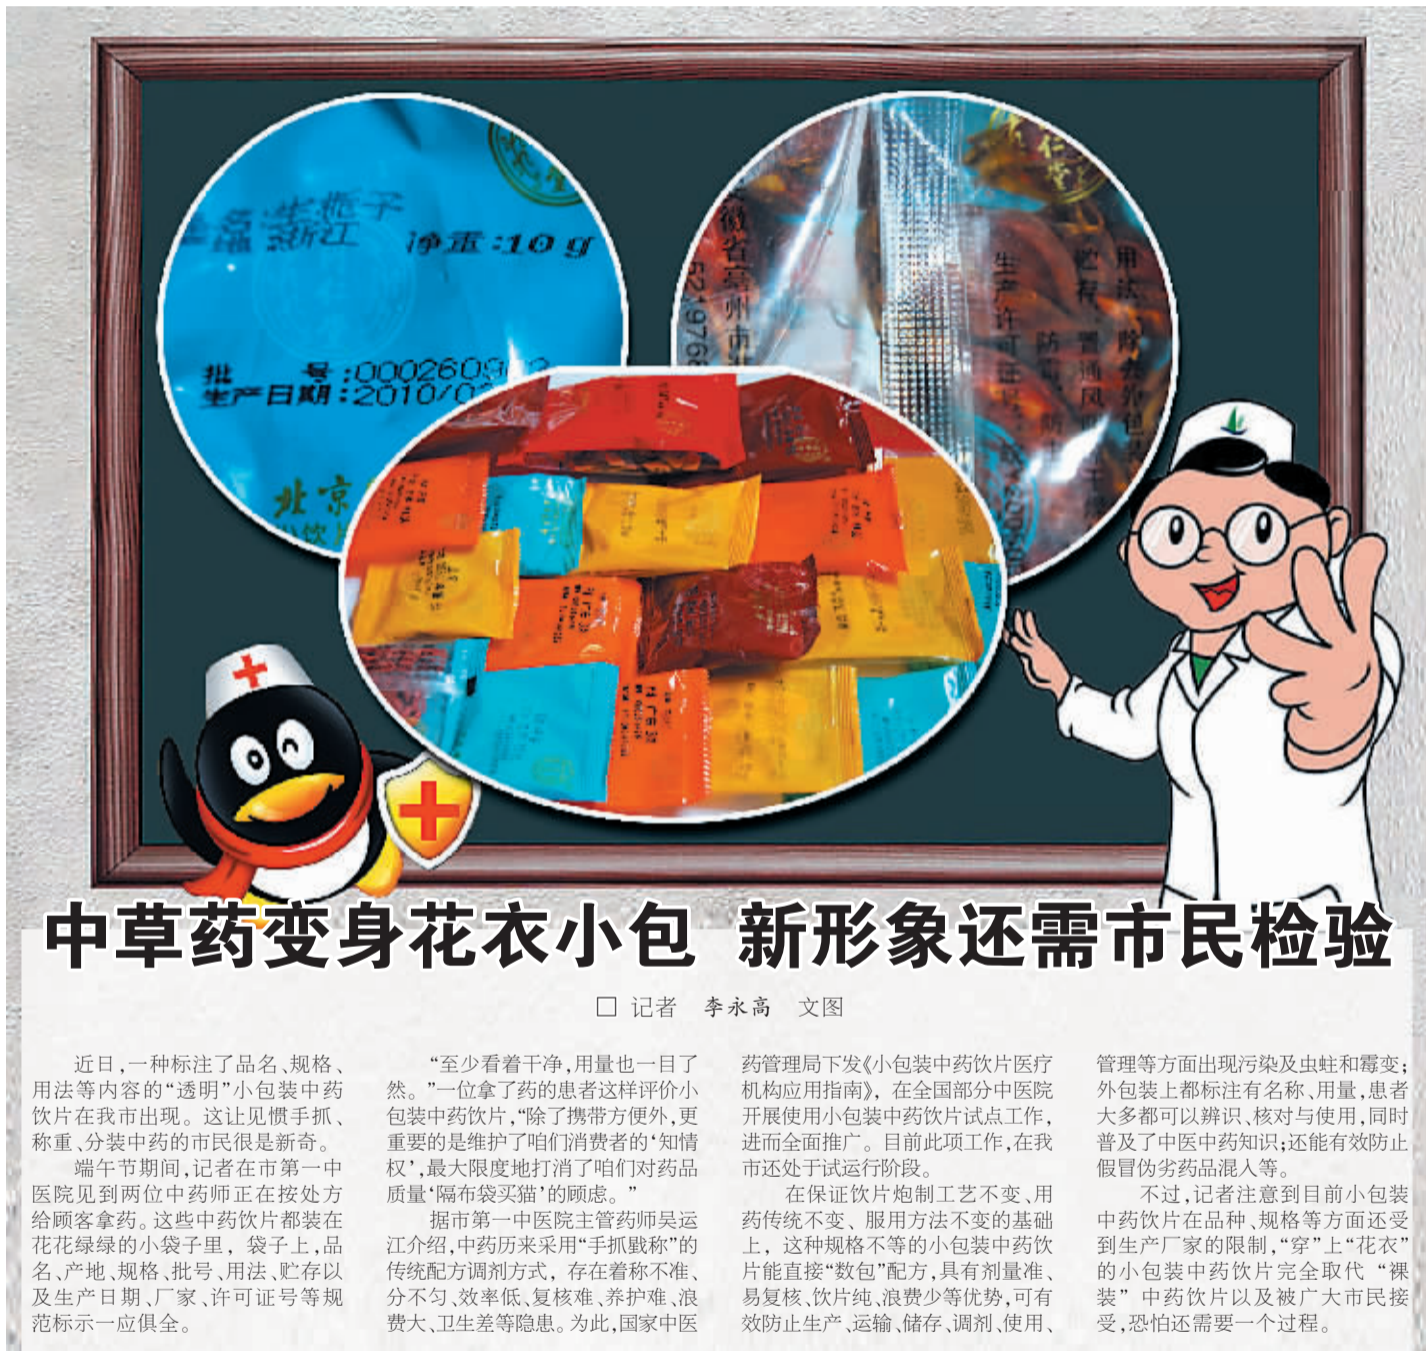 生栀子
浙江 净重:10g
批 号:000260
生产日期:2010/0
北京
仁堂
安徽省亳州市
生产许可证
用法 除去外包
贮存 置通风
防霉、防
中草药变身花衣小包 新形象还需市民检验
□ 记者 李永高 文图
近日,一种标注了品名、规格、
用法等内容的“透明”小包装中药
饮片在我市出现。这让见惯手抓、
称重、分装中药的市民很是新奇。
端午节期间,记者在市第一中
医院见到两位中药师正在按处方
给顾客拿药。这些中药饮片都装在
花花绿绿的小袋子里，袋子上,品
名、产地、规格、批号、用法、贮存以
及生产日期、厂家、许可证号等规
范标示一应俱全。
“至少看着干净,用量也一目了
然。”一位拿了药的患者这样评价小
包装中药饮片,“除了携带方便外,更
重要的是维护了咱们消费者的‘知情
权’,最大限度地打消了咱们对药品
质量‘隔布袋买猫’的顾虑。”
据市第一中医院主管药师吴运
江介绍,中药历来采用“手抓戥称”的
传统配方调剂方式，存在着称不准、
分不匀、效率低、复核难、养护难、浪
费大、卫生差等隐患。为此,国家中医
药管理局下发《小包装中药饮片医疗
机构应用指南》，在全国部分中医院
开展使用小包装中药饮片试点工作,
进而全面推广。目前此项工作,在我
市还处于试运行阶段。
在保证饮片炮制工艺不变、用
药传统不变、服用方法不变的基础
上，这种规格不等的小包装中药饮
片能直接“数包”配方,具有剂量准、
易复核、饮片纯、浪费少等优势,可有
效防止生产、运输、储存、调剂、使用、
管理等方面出现污染及虫蛀和霉变;
外包装上都标注有名称、用量,患者
大多都可以辨识、核对与使用,同时
普及了中医中药知识;还能有效防止
假冒伪劣药品混入等。
不过,记者注意到目前小包装
中药饮片在品种、规格等方面还受
到生产厂家的限制,“穿”上“花衣”
的小包装中药饮片完全取代“裸
装”中药饮片以及被广大市民接
受,恐怕还需要一个过程。